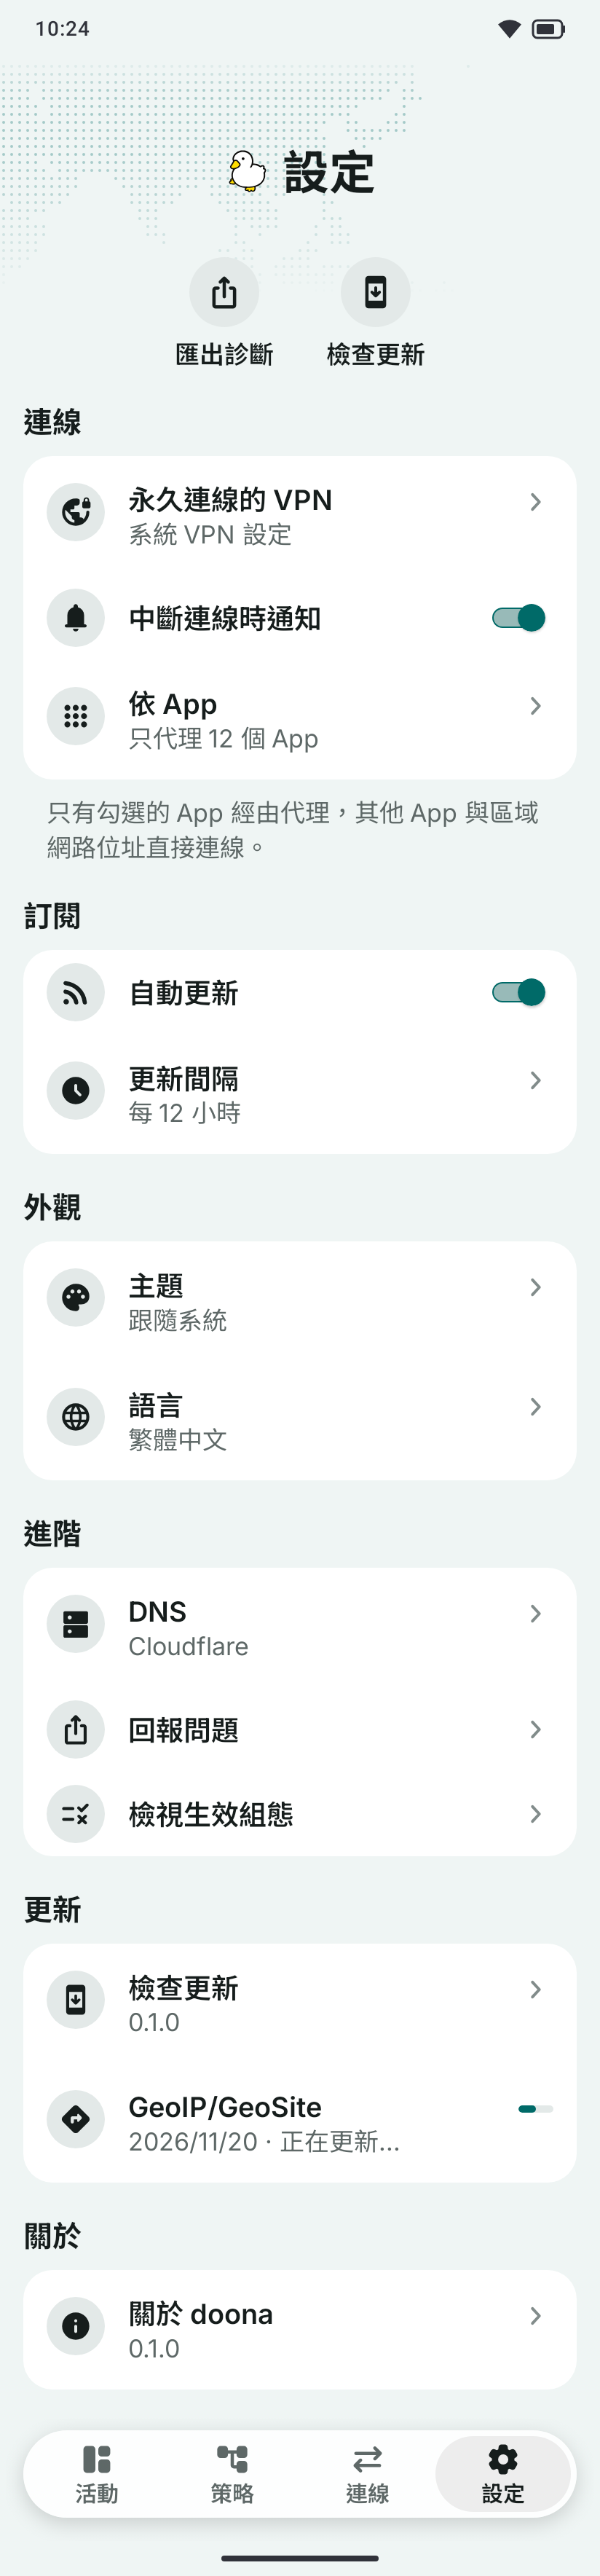 10:24
設定
匯出診斷
檢查更新
連線
永久連線的 VPN
系統 VPN 設定
中斷連線時通知
依 App
只代理 12 個 App
只有勾選的 App 經由代理，其他 App 與區域
網路位址直接連線。
訂閱
自動更新
更新間隔
每 12 小時
外觀
主題
跟隨系統
語言
繁體中文
進階
DNS
Cloudflare
回報問題
檢視生效組態
更新
檢查更新
0.1.0
GeoIP/GeoSite
2026/11/20 · 正在更新…
關於
關於 doona
0.1.0
活動
策略
連線
設定